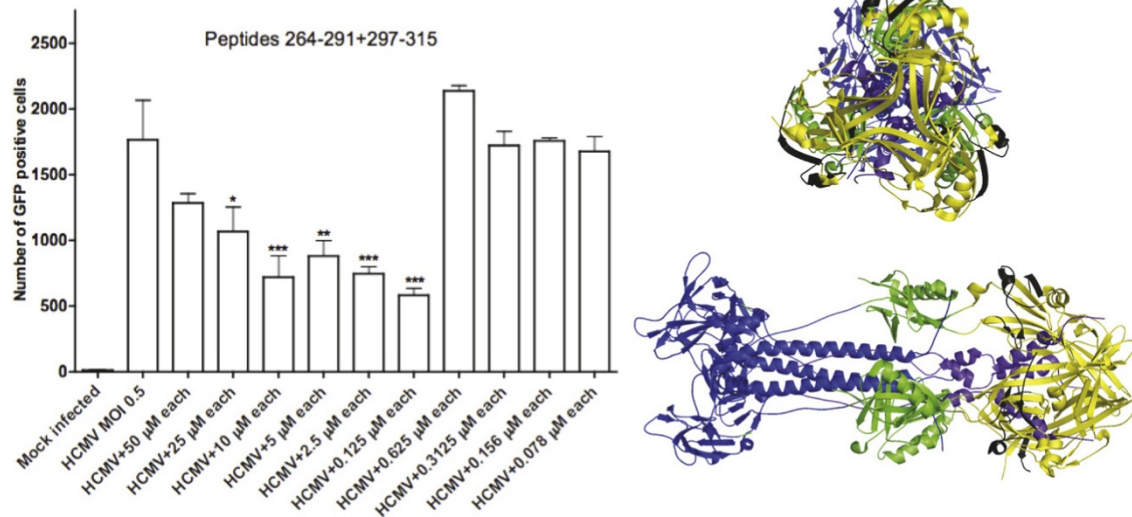 Peptides 264-291+297-315
Number of GFP positive cells
2500
2000
1500
1000
500
0
*
***
**
***
***
Mock infected
HCMV MOI 0.5
HCMV+50 µM each
HCMV+25 µM each
HCMV+10 µM each
HCMV+5 µM each
HCMV+2.5 µM each
HCMV+0.125 µM each
HCMV+0.625 µM each
HCMV+0.3125 µM each
HCMV+0.156 µM each
HCMV+0.078 µM each